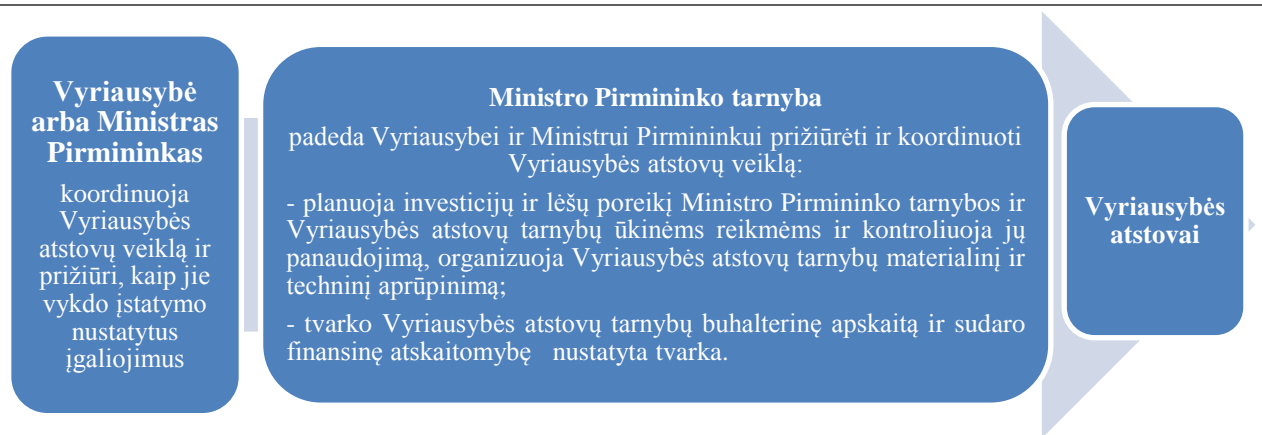 Vyriausybė
arba Ministras
Pirmininkas
koordinuoja
Vyriausybės
atstovų veiklą ir
prižiūri, kaip jie
vykdo įstatymo
nustatytus
įgaliojimus
Ministro Pirmininko tarnyba
padeda Vyriausybei ir Ministrui Pirmininkui prižiūrėti ir koordinuoti
Vyriausybės atstovų veiklą:
- planuoja investicijų ir lėšų poreikį Ministro Pirmininko tarnybos ir
Vyriausybės atstovų tarnybų ūkinėms reikmėms ir kontroliuoja jų
panaudojimą, organizuoja Vyriausybės atstovų tarnybų materialinį ir
techninį aprūpinimą;
- tvarko Vyriausybės atstovų tarnybų buhalterinę apskaitą ir sudaro
finansinę atskaitomybę nustatyta tvarka.
Vyriausybės
atstovai